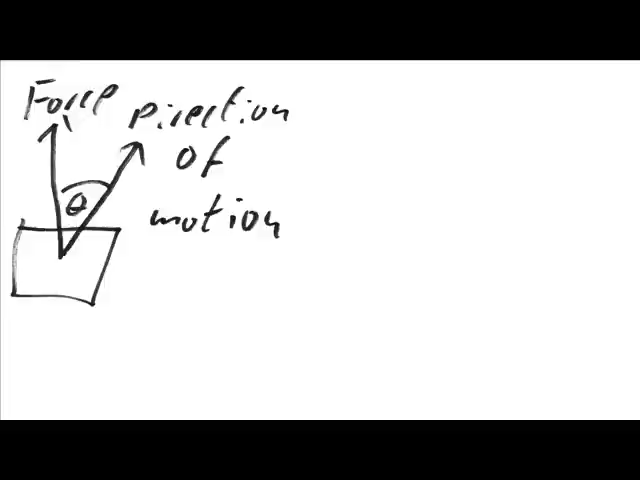 Force
Direction
of
motion
θ